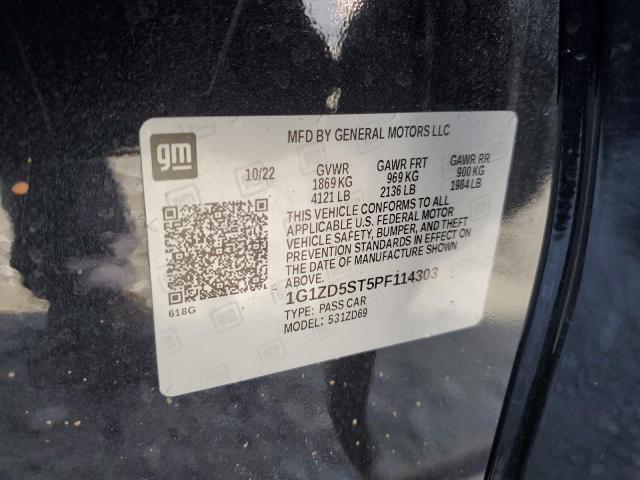 gm
MFD BY GENERAL MOTORS LLC
10/22 GVWR GAWR FRT GAWR RR
1869 KG 969 KG 900 KG
4121 LB 2136 LB 1984 LB
THIS VEHICLE CONFORMS TO ALL
APPLICABLE U.S. FEDERAL MOTOR
VEHICLE SAFETY, BUMPER, AND THEFT
PREVENTION STANDARDS IN EFFECT ON
THE DATE OF MANUFACTURE SHOWN
ABOVE.
1G1ZD5ST5PF114303
618G
TYPE: PASS CAR
MODEL: 531ZD69